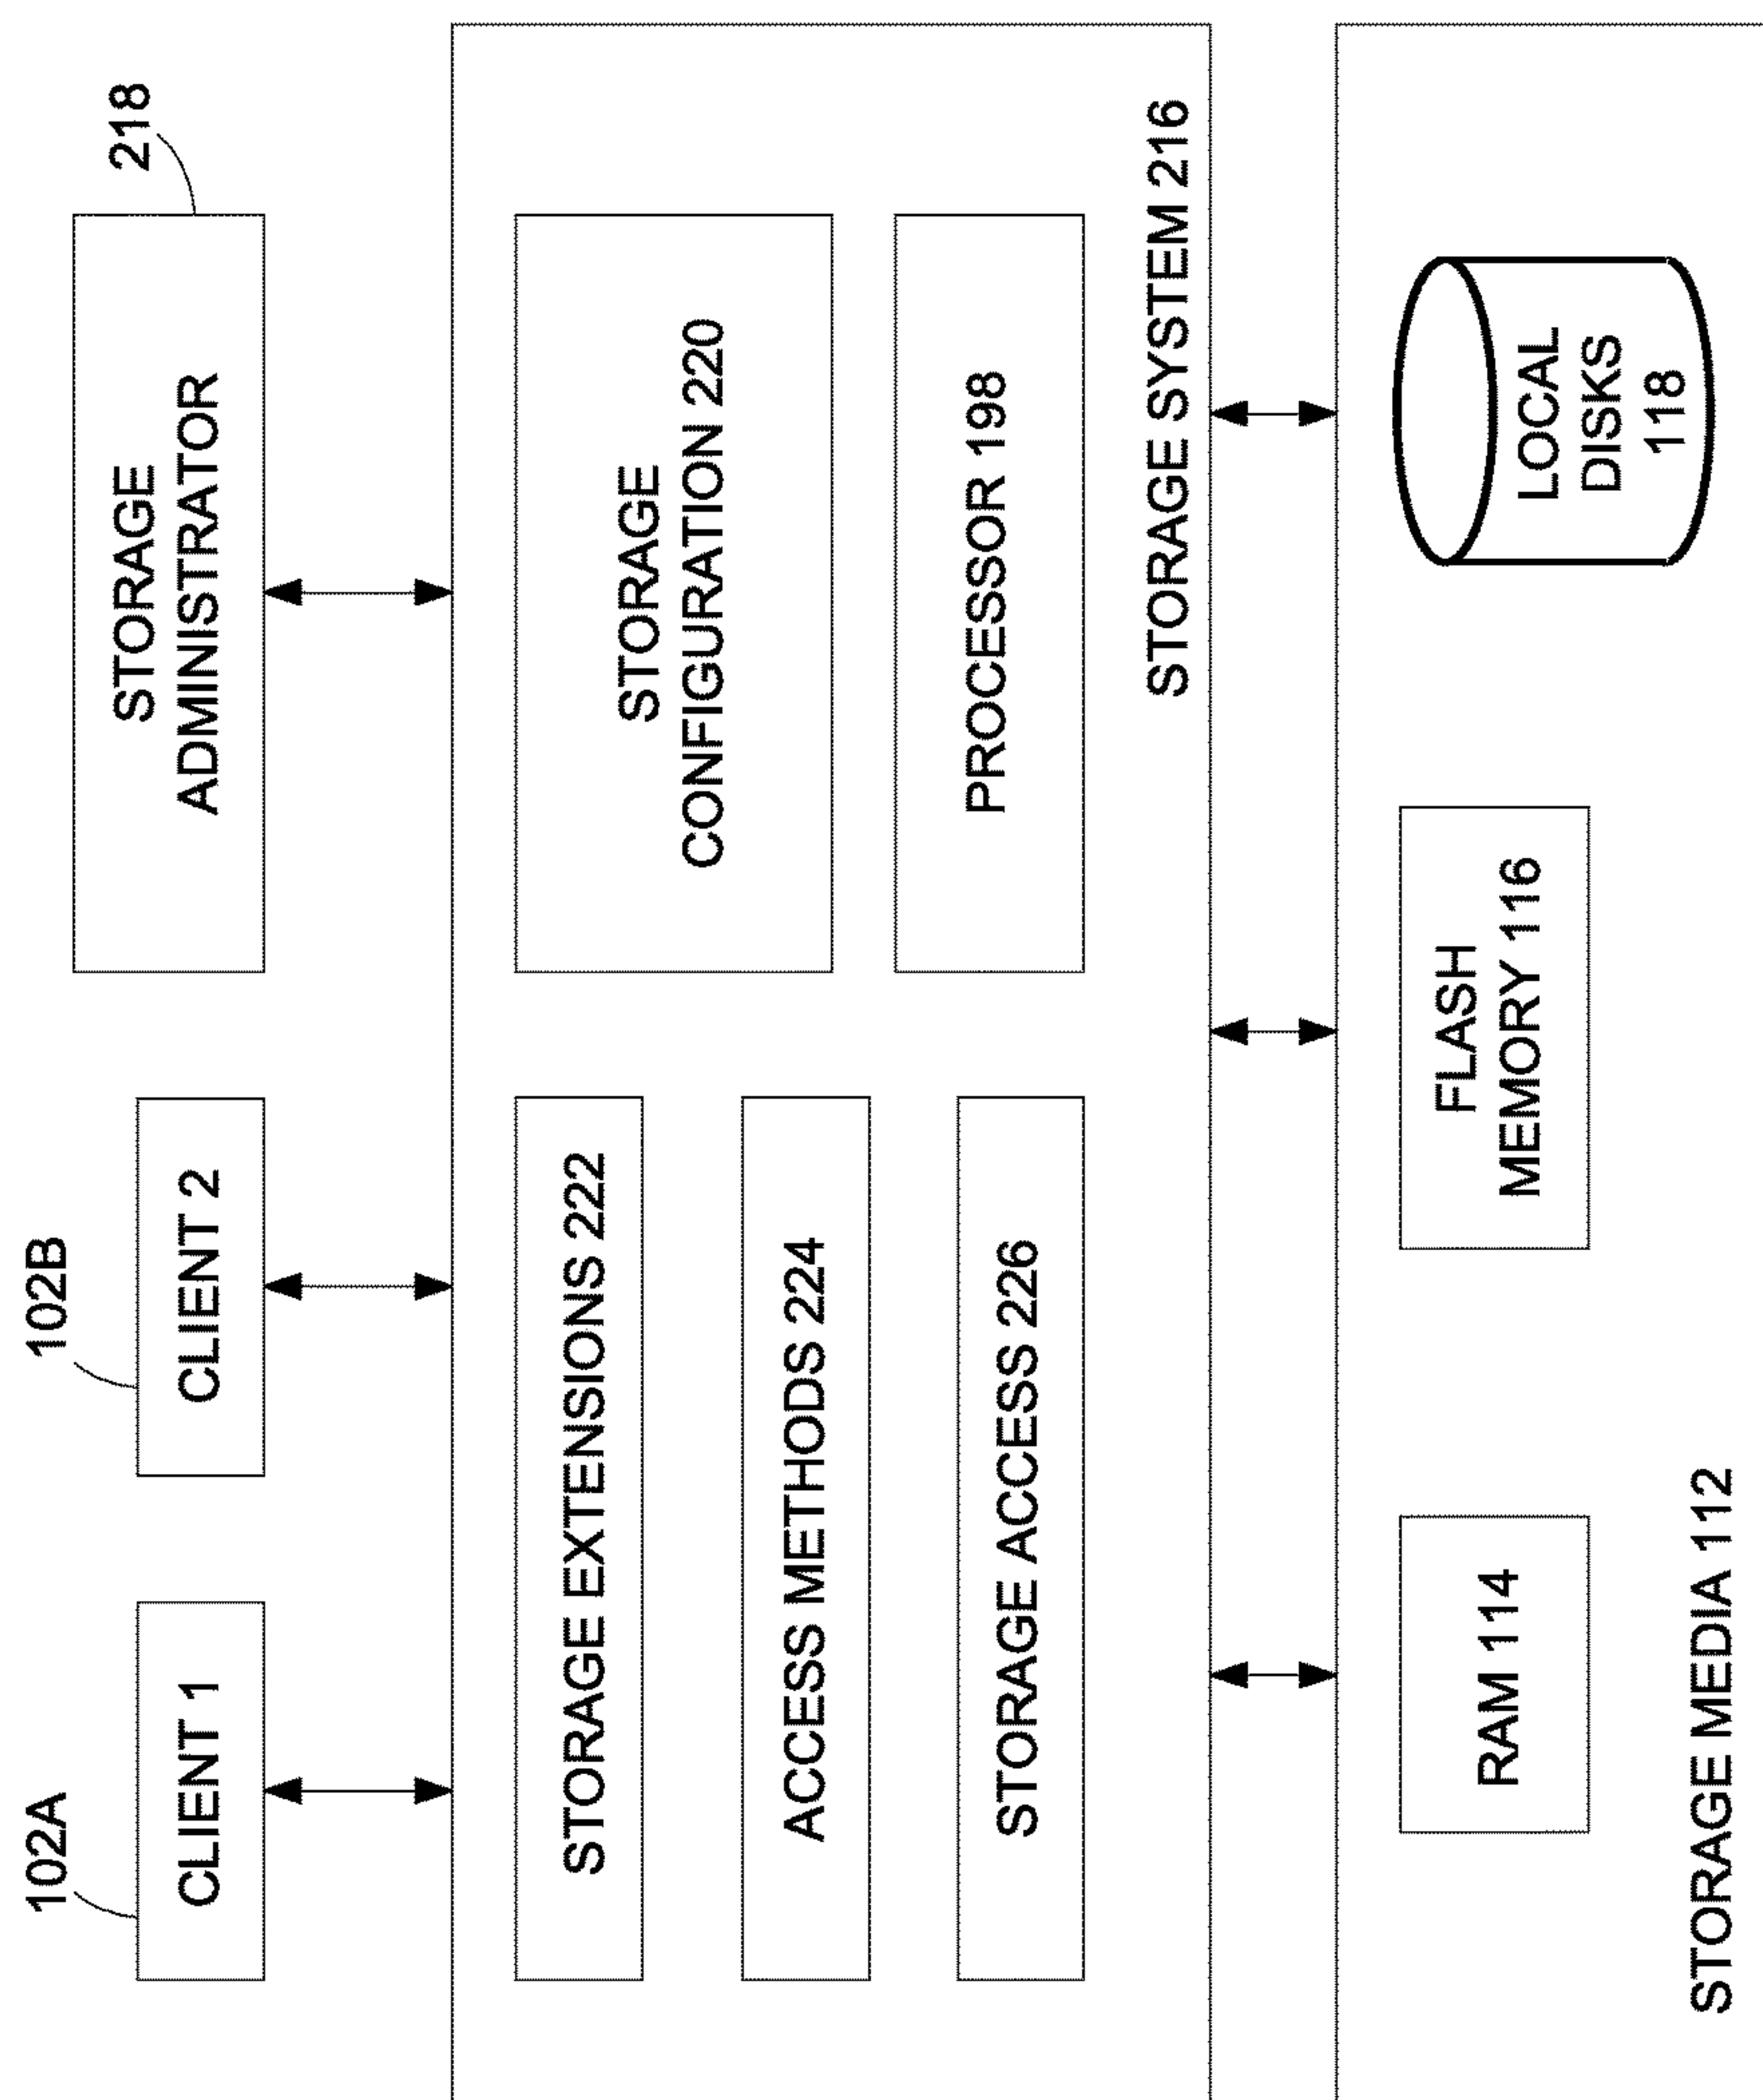 102A
102B
218
CLIENT 1
CLIENT 2
STORAGE
ADMINISTRATOR
STORAGE EXTENSIONS 222
ACCESS METHODS 224
STORAGE ACCESS 226
STORAGE
CONFIGURATION 220
PROCESSOR 198
STORAGE SYSTEM 216
RAM 114
FLASH
MEMORY 116
LOCAL
DISKS
118
STORAGE MEDIA 112